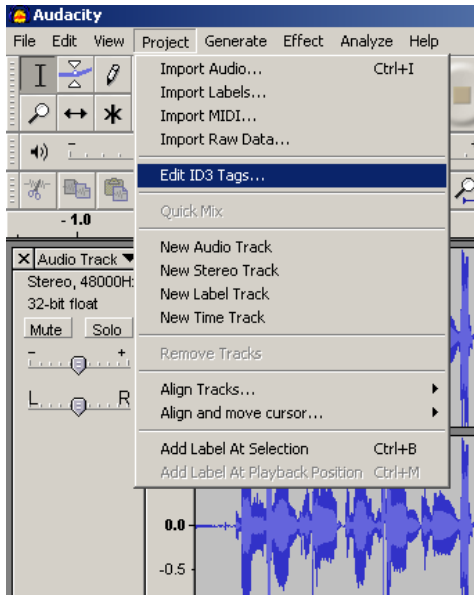 Audacity
File Edit View Project Generate Effect Analyze Help
Import Audio... Ctrl+I
Import Labels...
Import MIDI...
Import Raw Data...
Edit ID3 Tags...
Quick Mix
- 1.0
New Audio Track
New Stereo Track
New Label Track
New Time Track
Remove Tracks
Align Tracks...
Align and move cursor...
Add Label At Selection Ctrl+B
Add Label At Playback Position Ctrl+M
Audio Track
Stereo, 48000H
32-bit float
Mute Solo
- +
L R
0.0
-0.5